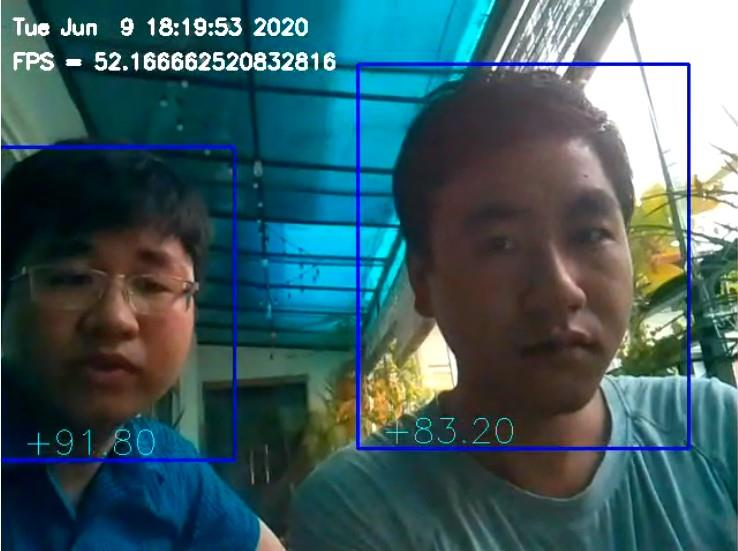 Tue Jun 9 18:19:53 2020
FPS = 52.166662520832816
+83.20
+91.80